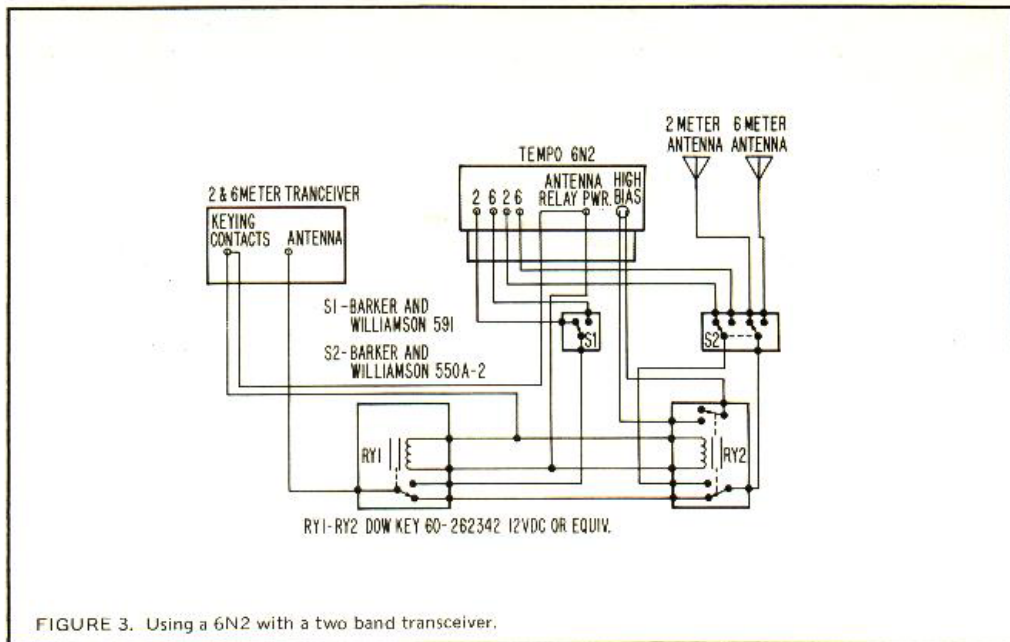 2 METER 6 METER
ANTENNA ANTENNA
TEMPO 6N2
2 6 2 6 ANTENNA RELAY PWR. HIGH BIAS
2 & 6 METER TRANCEIVER
KEYING CONTACTS ANTENNA
S1-BARKER AND
WILLIAMSON 591
S2-BARKER AND
WILLIAMSON 550A-2
S1
S2
RY1
RY2
RY1-RY2 DOW KEY 60-262342 12VDC OR EQUIV.
FIGURE 3. Using a 6N2 with a two band transceiver.